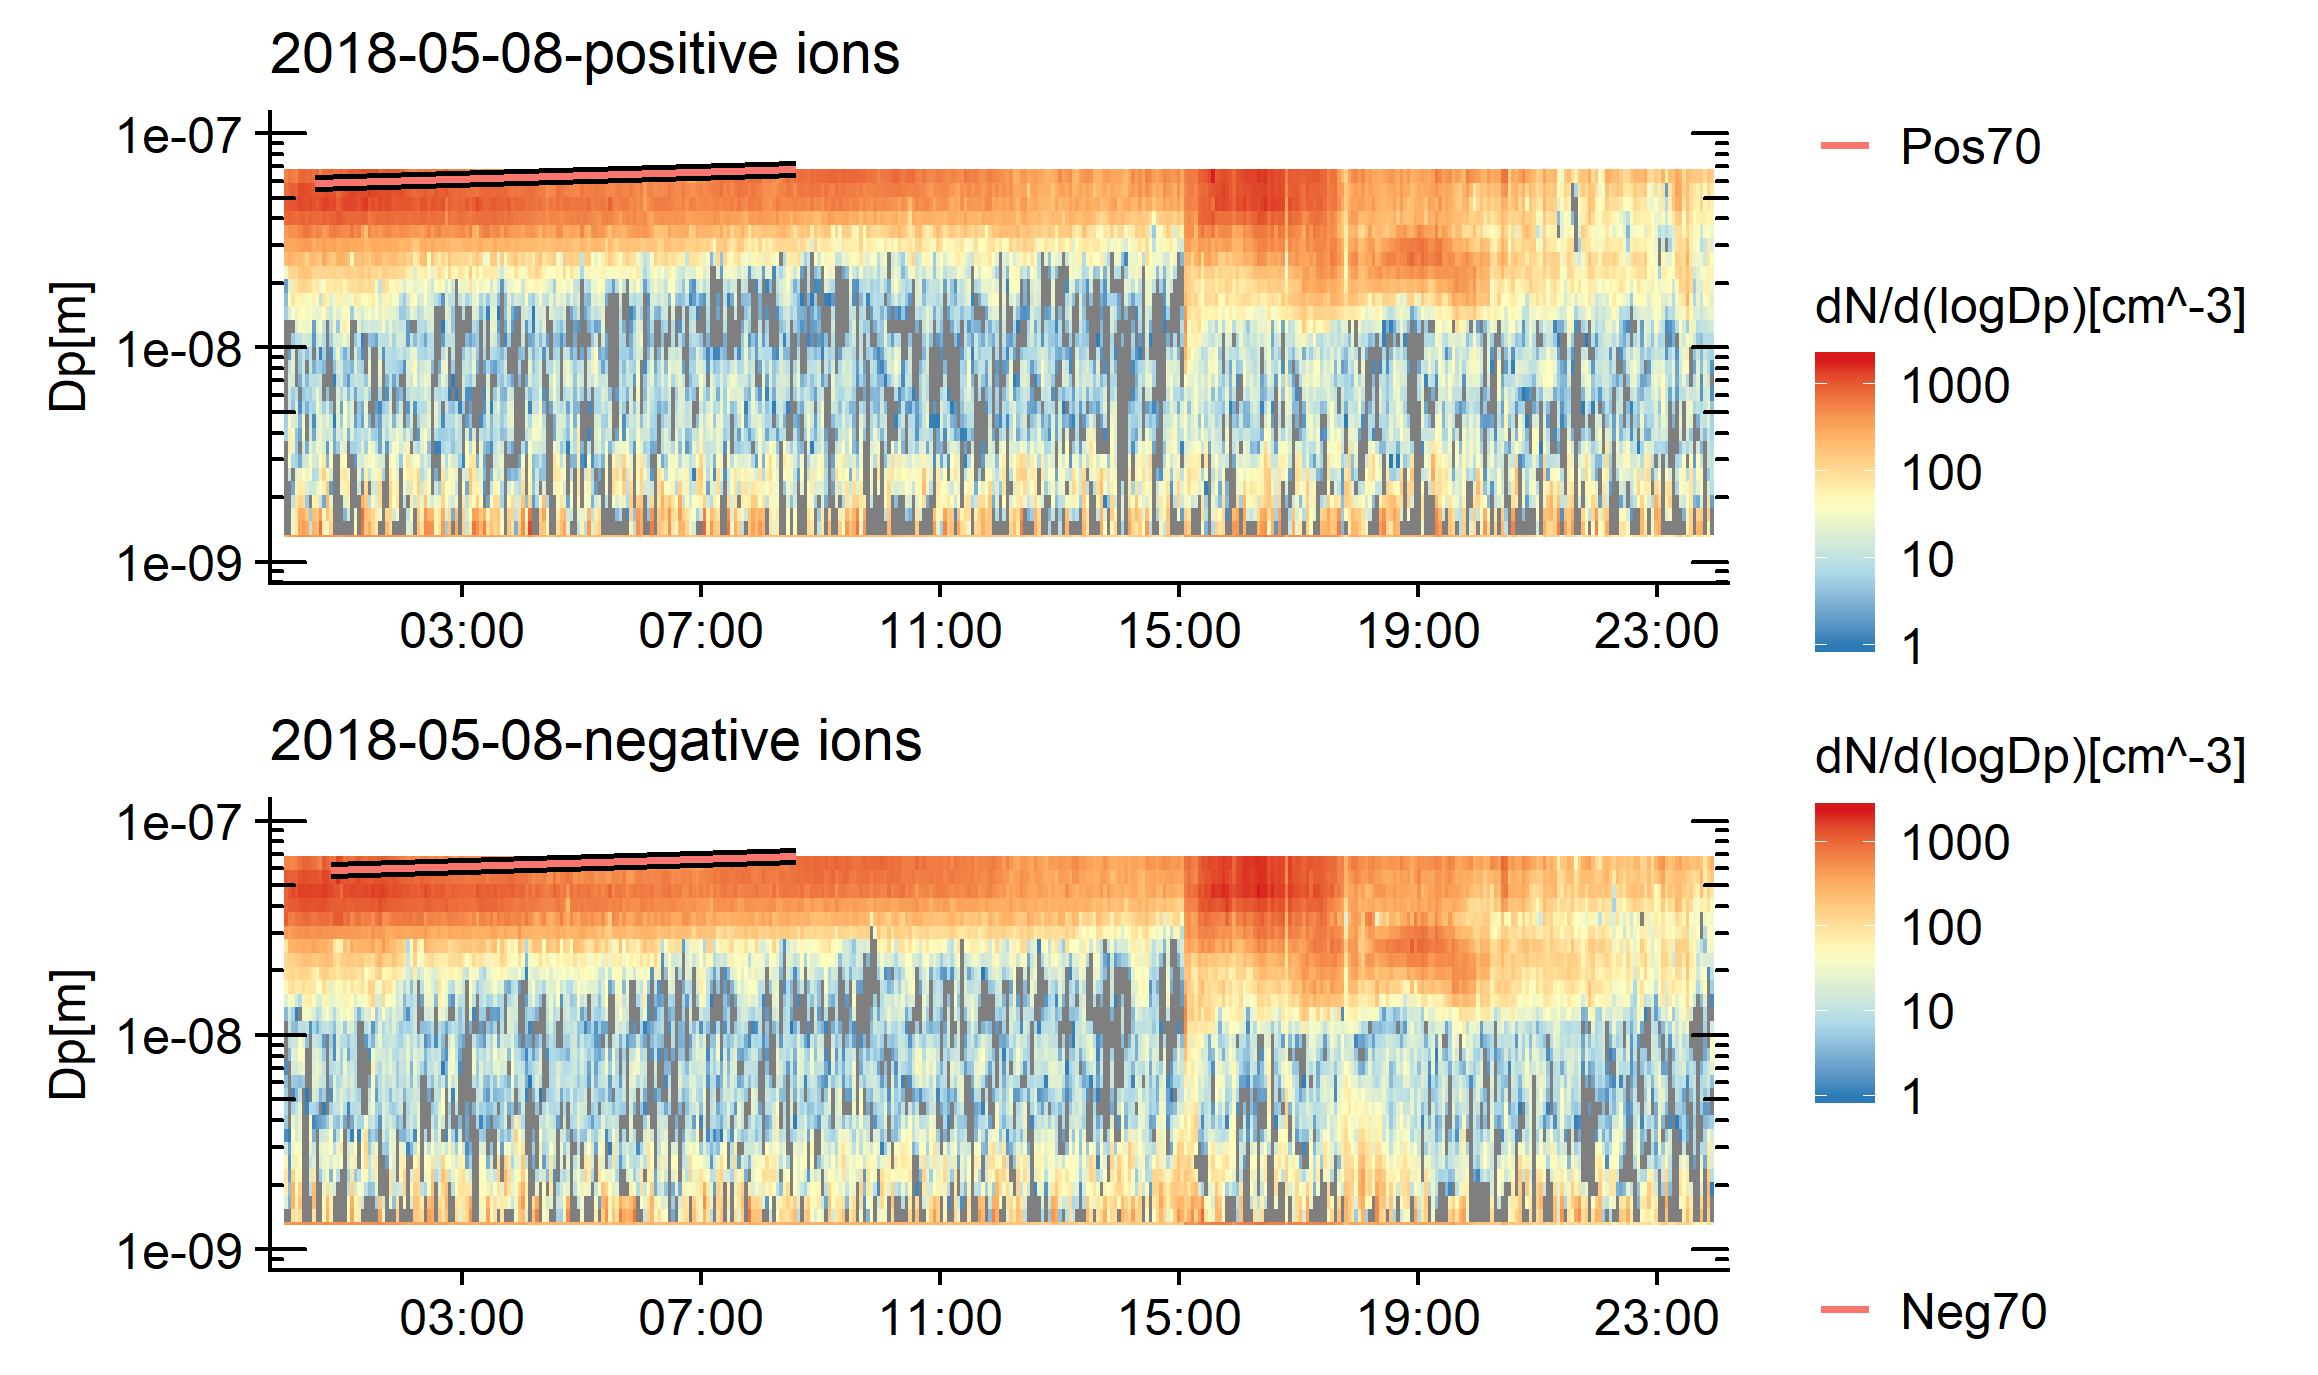 2018-05-08-positive ions
1e-07
1e-08
1e-09
Dp[m]
03:00 07:00 11:00 15:00 19:00 23:00
Pos70
dN/d(logDp)[cm^-3]
1000
100
10
1
2018-05-08-negative ions
1e-07
1e-08
1e-09
Dp[m]
03:00 07:00 11:00 15:00 19:00 23:00
dN/d(logDp)[cm^-3]
1000
100
10
1
Neg70